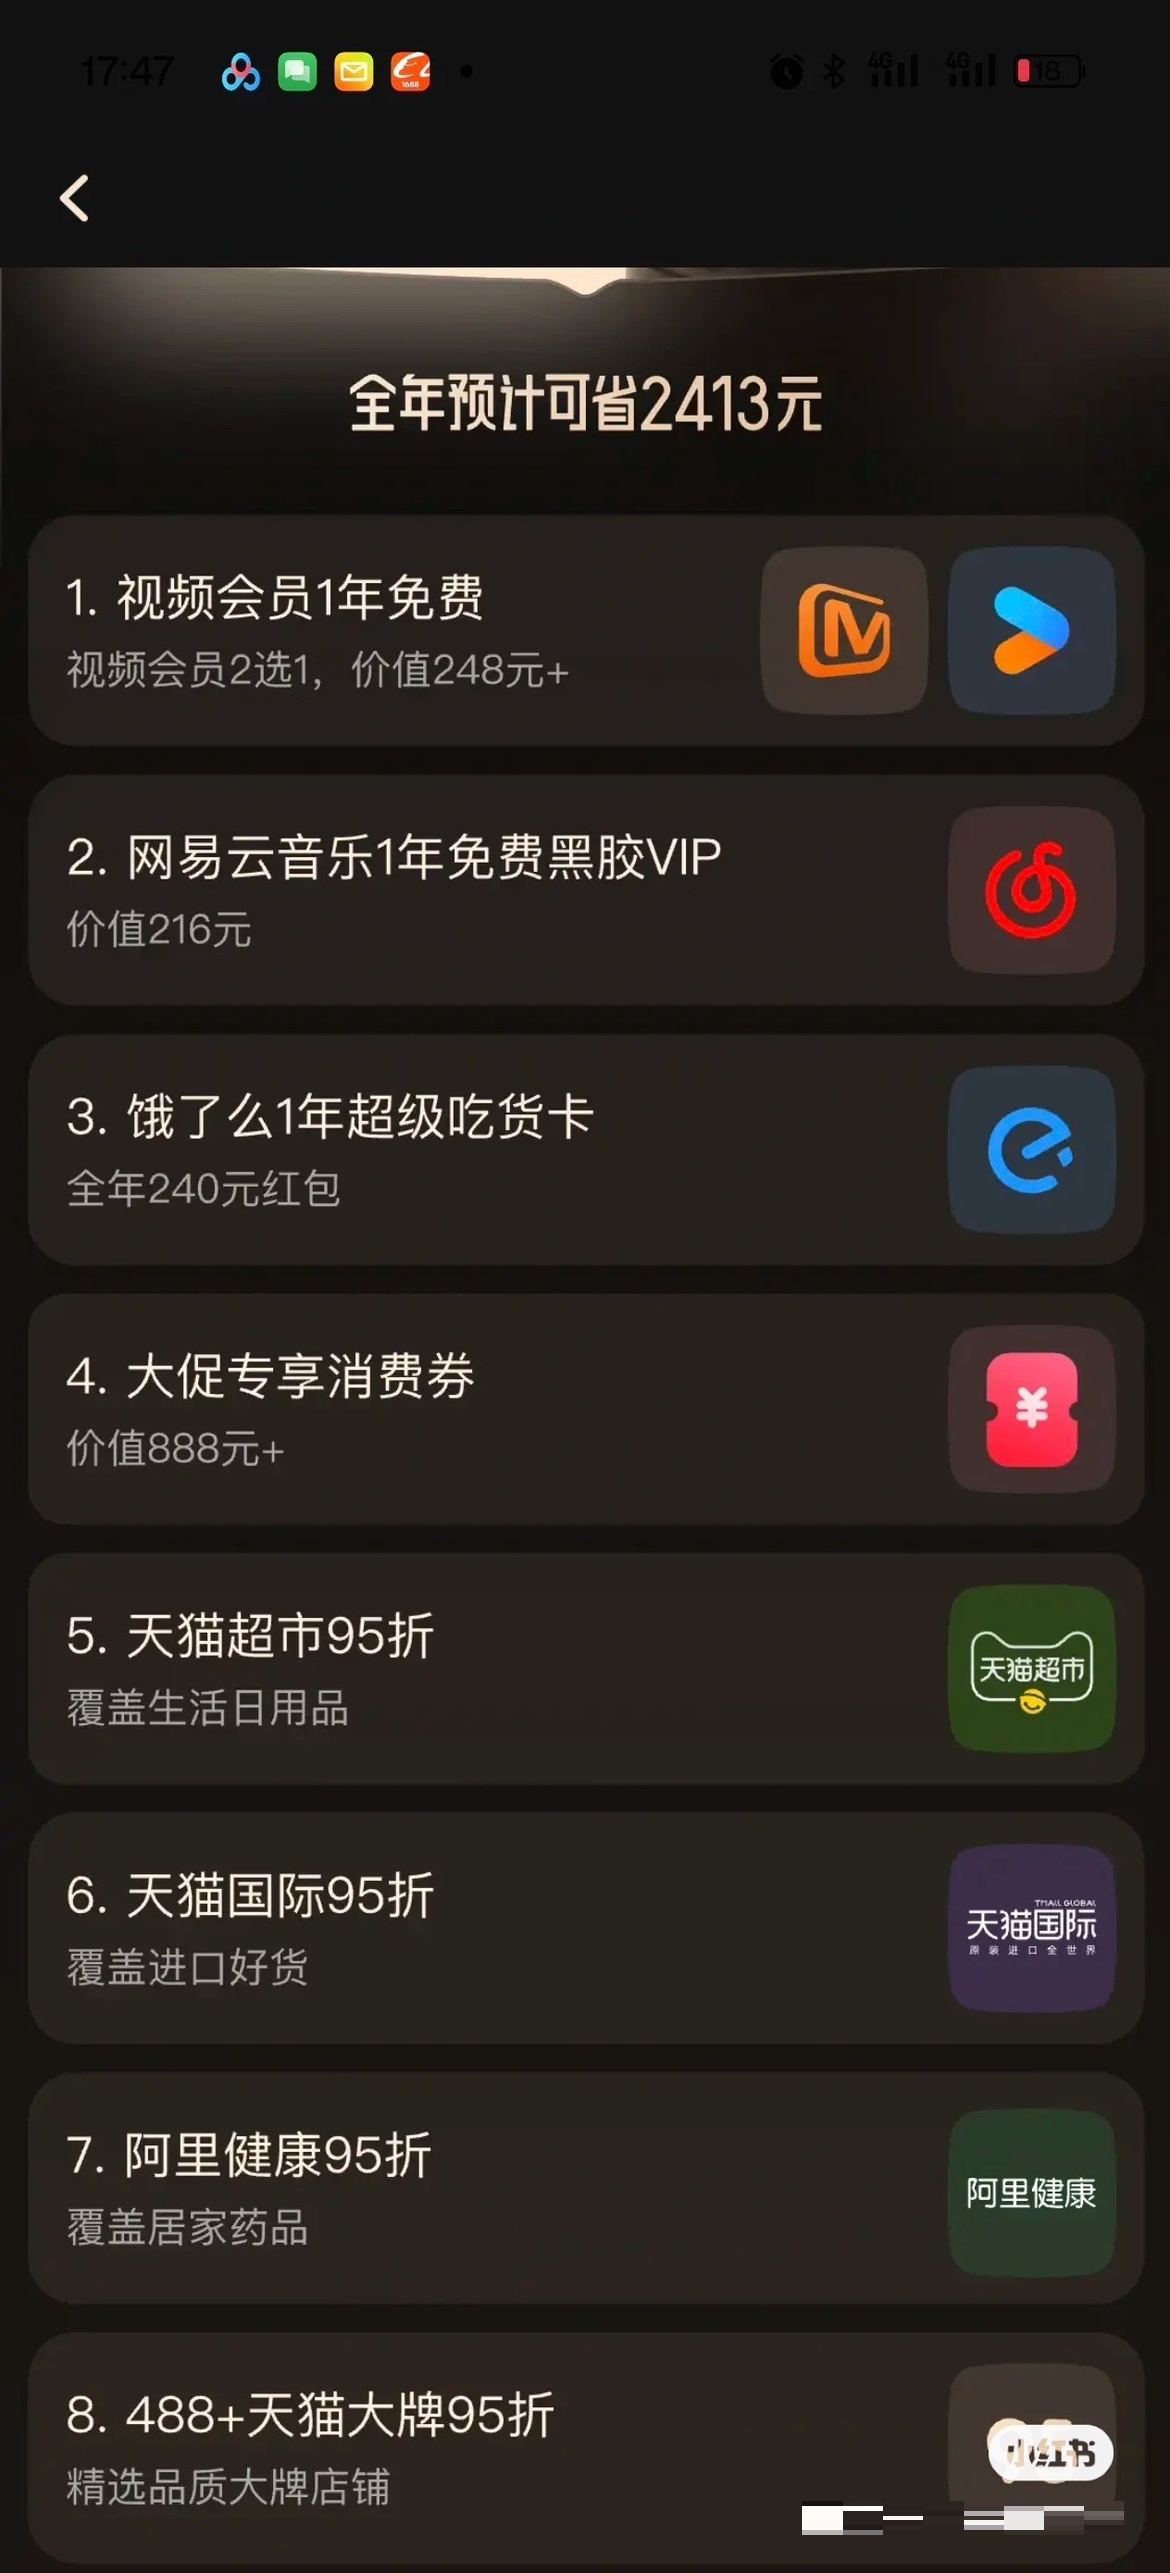 17:47
1688
4G
4G
18
全年预计可省2413元
1. 视频会员1年免费
视频会员2选1，价值248元+
2. 网易云音乐1年免费黑胶VIP
价值216元
3. 饿了么1年超级吃货卡
全年240元红包
4. 大促专享消费券
价值888元+
¥
5. 天猫超市95折
覆盖生活日用品
天猫超市
6. 天猫国际95折
覆盖进口好货
TMALL GLOBAL
天猫国际
原装进口全世界
7. 阿里健康95折
覆盖居家药品
阿里健康
8. 488+天猫大牌95折
精选品质大牌店铺
小红书